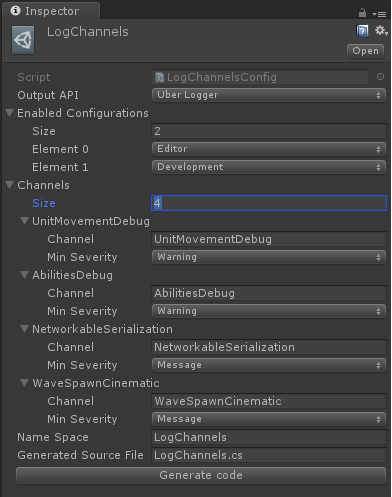 Inspector
LogChannels
Open
Script LogChannelsConfig
Output API Uber Logger
Enabled Configurations
Size 2
Element 0 Editor
Element 1 Development
Channels
Size 4
UnitMovementDebug
Channel UnitMovementDebug
Min Severity Warning
AbilitiesDebug
Channel AbilitiesDebug
Min Severity Warning
NetworkableSerialization
Channel NetworkableSerialization
Min Severity Message
WaveSpawnCinematic
Channel WaveSpawnCinematic
Min Severity Message
Name Space LogChannels
Generated Source File LogChannels.cs
Generate code